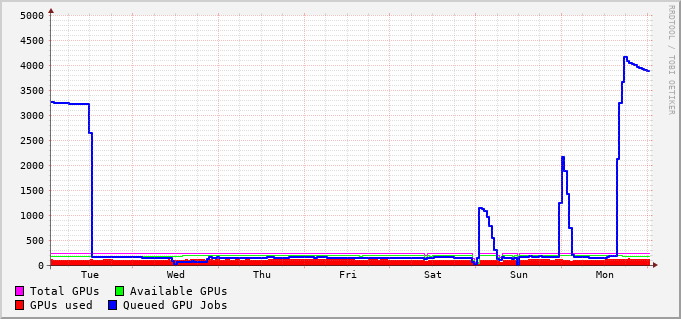 5000
4500
4000
3500
3000
2500
2000
1500
1000
500
0
Tue Wed Thu Fri Sat Sun Mon
Total GPUs Available GPUs
GPUs used Queued GPU Jobs
RRDTOOL / TOBI OETIKER